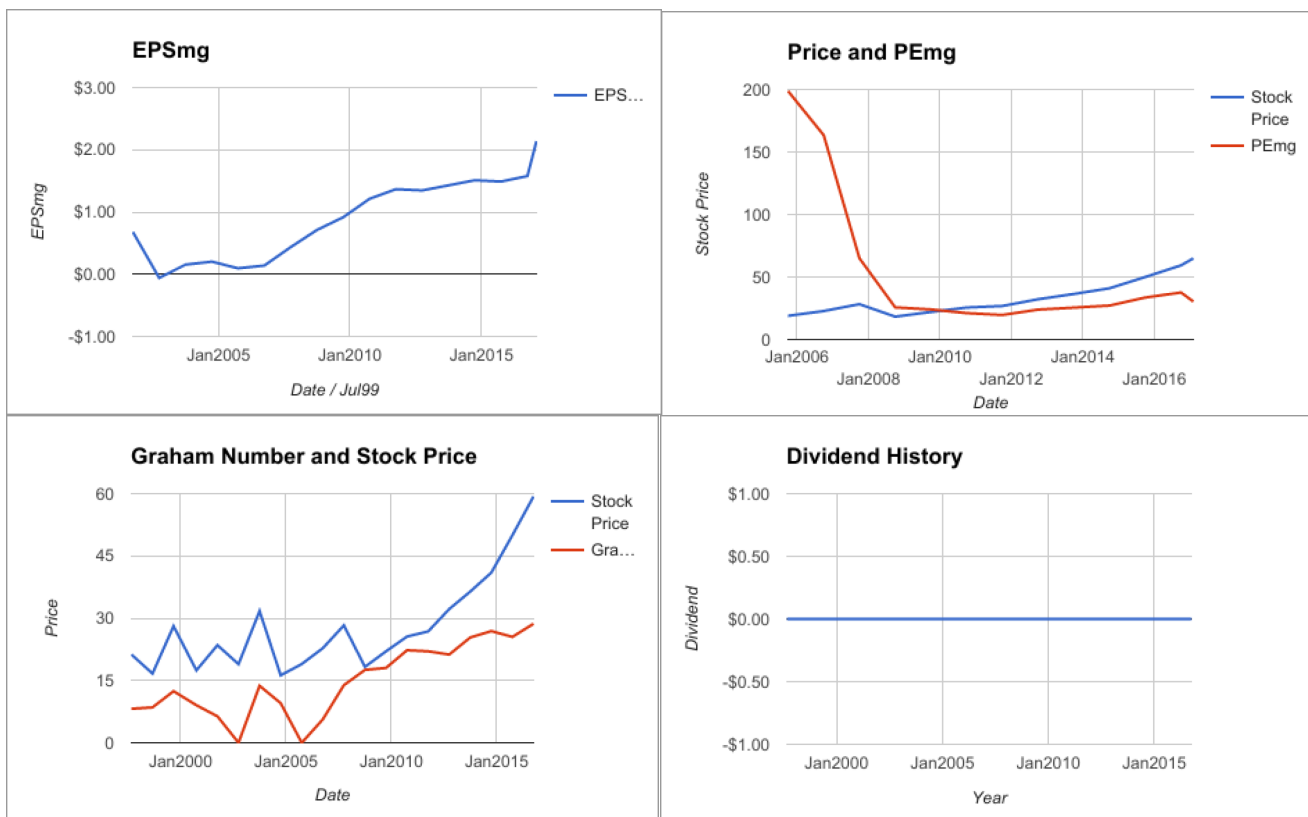 EPSmg
$3.00
$2.00
$1.00
$0.00
-$1.00
EPSmg
Jan2005
Jan2010
Jan2015
Date / Jul99
EPS…
Price and PEmg
200
150
100
50
0
Stock Price
Jan2006
Jan2008
Jan2010
Jan2012
Jan2014
Jan2016
Date
Stock
Price
PEmg
Graham Number and Stock Price
60
45
30
15
0
Price
Jan2000
Jan2005
Jan2010
Jan2015
Date
Stock
Price
Gra…
Dividend History
$1.00
$0.50
$0.00
-$0.50
-$1.00
Dividend
Jan2000
Jan2005
Jan2010
Jan2015
Year